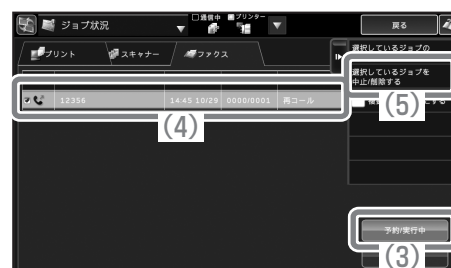 ジョブ状況
通信中
プリンター
戻る
プリント
スキャナー
ファクス
選択しているジョブの
選択しているジョブを
中止/削除する
12356 14:45 10/29 0000/0001 再コール
(4)
(5)
予約/実行中
(3)